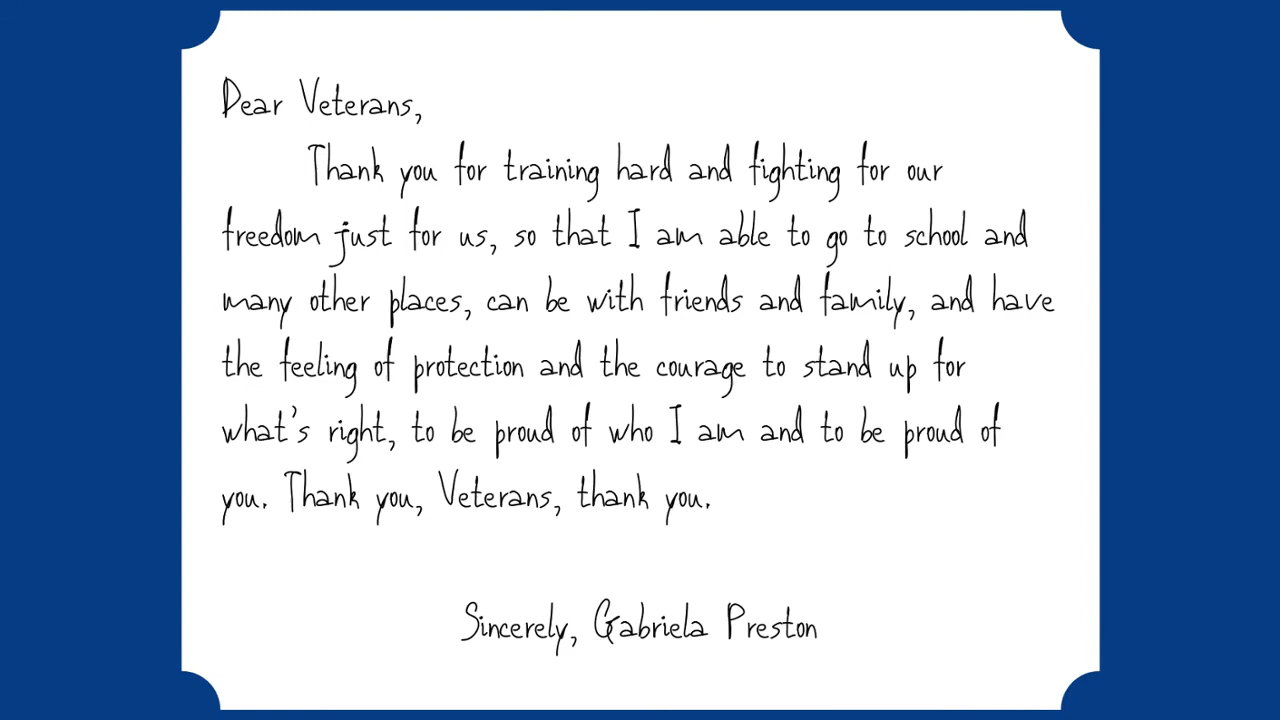 Dear Veterans,
Thank you for training hard and fighting for our
freedom just for us, so that I am able to go to school and
many other places, can be with friends and family, and have
the feeling of protection and the courage to stand up for
what's right, to be proud of who I am and to be proud of
you. Thank you, Veterans, thank you.
Sincerely, Gabriela Preston